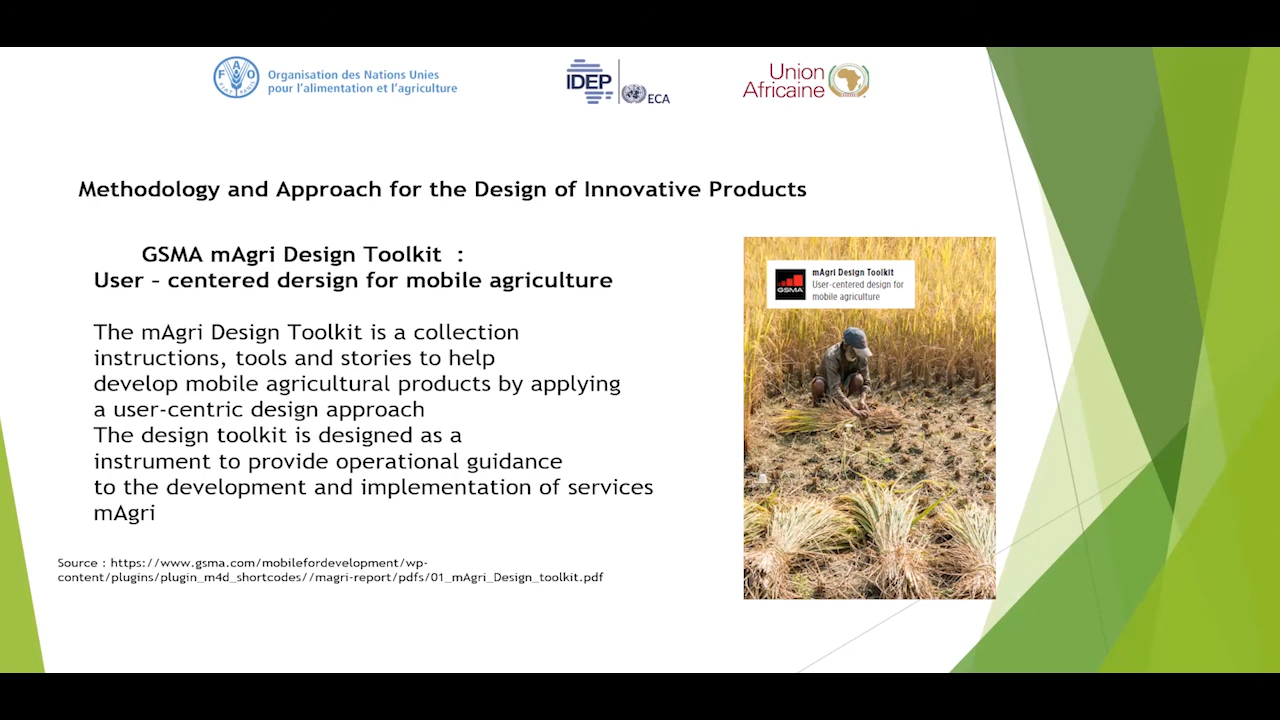 FAO
FIAT PANIS
Organisation des Nations Unies
pour l'alimentation et l'agriculture
IDEP
ECA
Union
Africaine
Methodology and Approach for the Design of Innovative Products
GSMA mAgri Design Toolkit :
User – centered dersign for mobile agriculture
The mAgri Design Toolkit is a collection
instructions, tools and stories to help
develop mobile agricultural products by applying
a user-centric design approach
The design toolkit is designed as a
instrument to provide operational guidance
to the development and implementation of services
mAgri
Source : https://www.gsma.com/mobilefordevelopment/wp-
content/plugins/plugin_m4d_shortcodes//magri-report/pdfs/01_mAgri_Design_toolkit.pdf
GSMA
mAgri Design Toolkit
User-centered design for
mobile agriculture